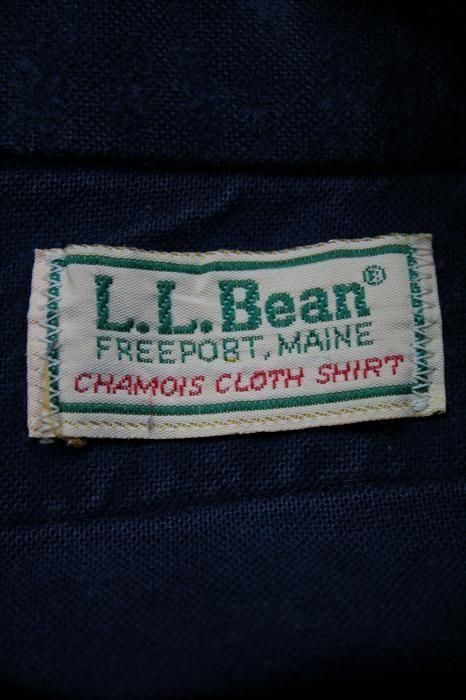 L.L.Bean®
FREEPORT, MAINE
CHAMOIS CLOTH SHIRT